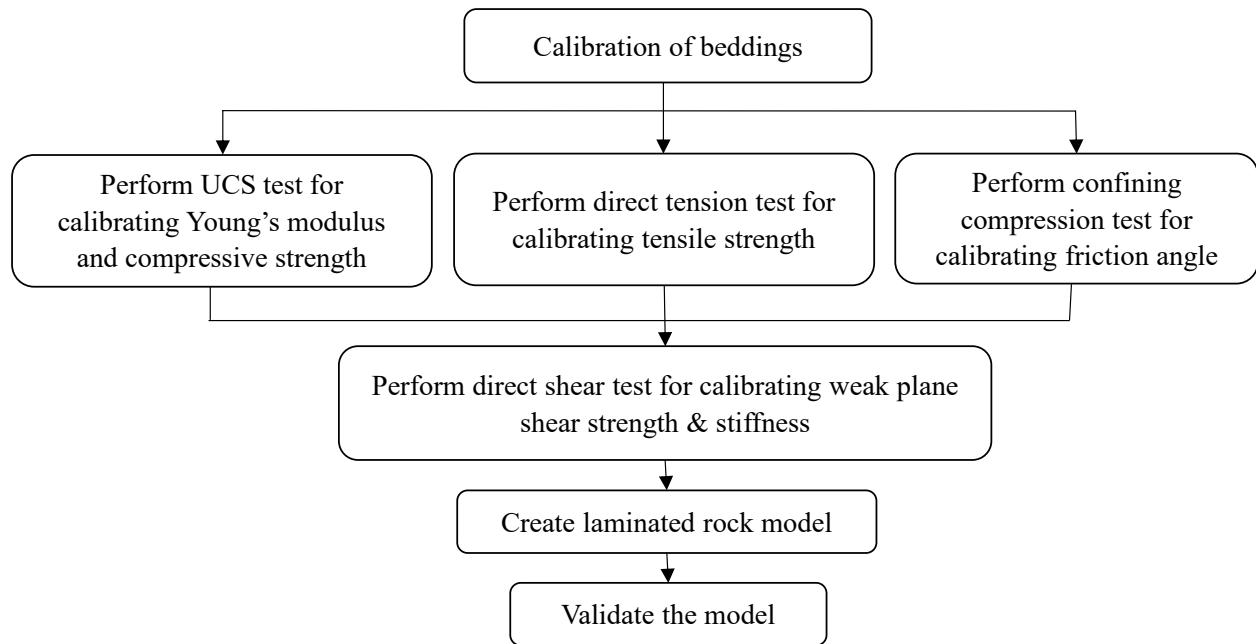 Calibration of beddings
Perform UCS test for
calibrating Young’s modulus
and compressive strength
Perform direct tension test for
calibrating tensile strength
Perform confining
compression test for
calibrating friction angle
Perform direct shear test for calibrating weak plane
shear strength & stiffness
Create laminated rock model
Validate the model